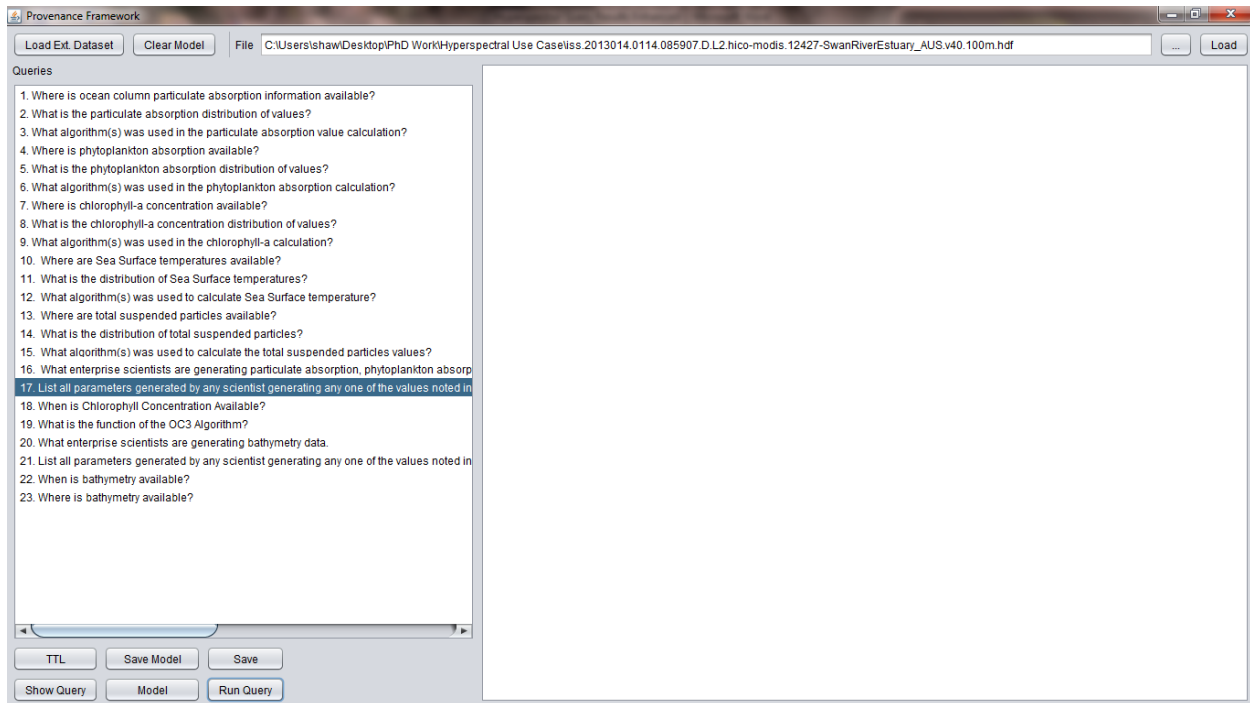 Provenance Framework
Load Ext. Dataset Clear Model File C:\Users\shaw\Desktop\PhD Work\Hyperspectral Use Case\iss.2013014.0114.085907.D.L2.hico-modis.12427-SwanRiverEstuary_AUS.v40.100m.hdf ... Load
Queries
1. Where is ocean column particulate absorption information available?
2. What is the particulate absorption distribution of values?
3. What algorithm(s) was used in the particulate absorption value calculation?
4. Where is phytoplankton absorption available?
5. What is the phytoplankton absorption distribution of values?
6. What algorithm(s) was used in the phytoplankton absorption calculation?
7. Where is chlorophyll-a concentration available?
8. What is the chlorophyll-a concentration distribution of values?
9. What algorithm(s) was used in the chlorophyll-a calculation?
10. Where are Sea Surface temperatures available?
11. What is the distribution of Sea Surface temperatures?
12. What algorithm(s) was used to calculate Sea Surface temperature?
13. Where are total suspended particles available?
14. What is the distribution of total suspended particles?
15. What algorithm(s) was used to calculate the total suspended particles values?
16. What enterprise scientists are generating particulate absorption, phytoplankton absorp
17. List all parameters generated by any scientist generating any one of the values noted in
18. When is Chlorophyll Concentration Available?
19. What is the function of the OC3 Algorithm?
20. What enterprise scientists are generating bathymetry data.
21. List all parameters generated by any scientist generating any one of the values noted in
22. When is bathymetry available?
23. Where is bathymetry available?
TTL Save Model Save
Show Query Model Run Query